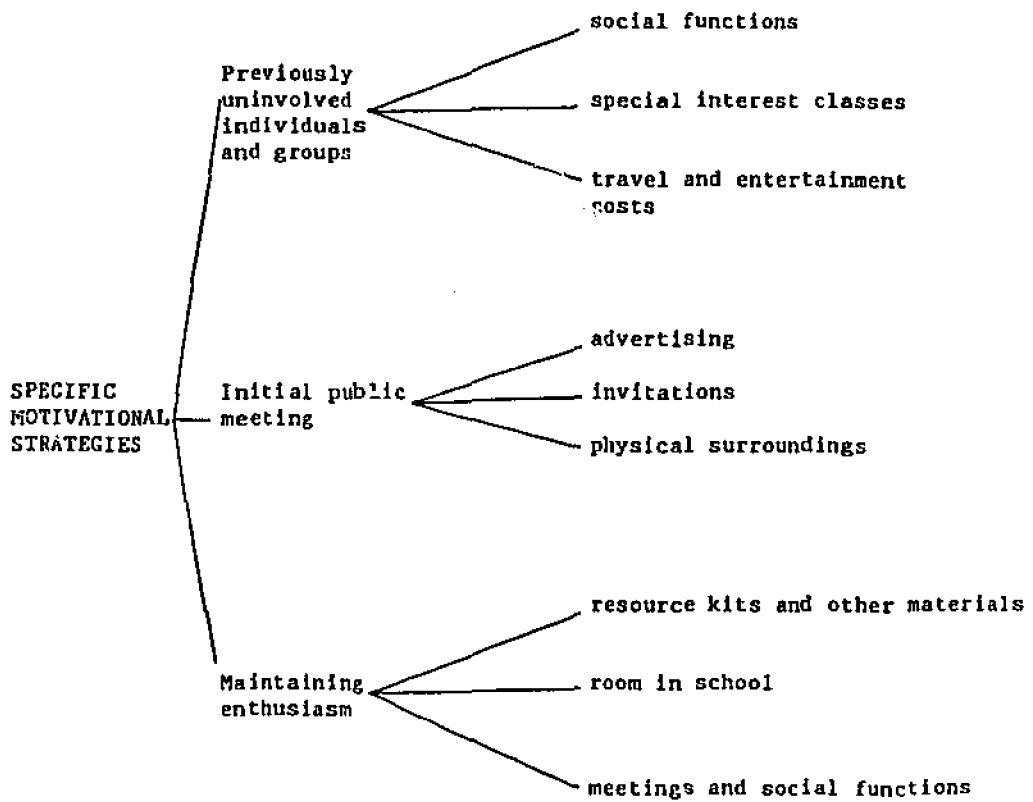 SPECIFIC
MOTIVATIONAL
STRATEGIES
Previously
uninvolved
individuals
and groups
social functions
special interest classes
travel and entertainment
costs
Initial public
meeting
advertising
invitations
physical surroundings
Maintaining
enthusiasm
resource kits and other materials
room in school
meetings and social functions